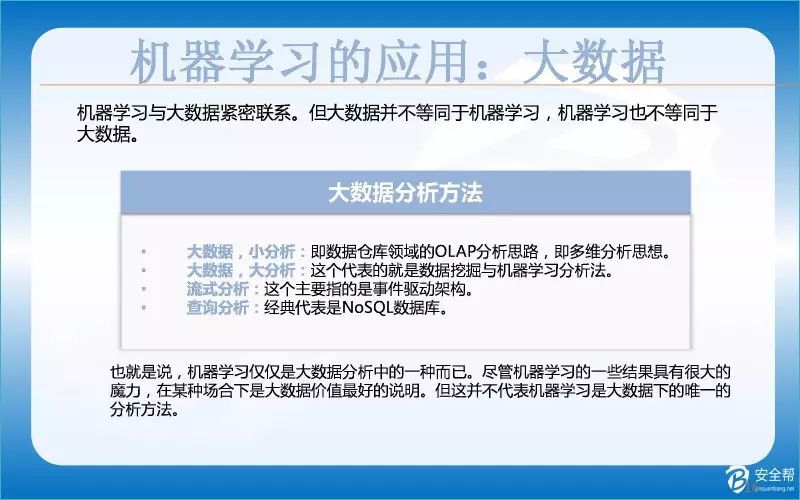 机器学习的应用：大数据
机器学习与大数据紧密联系。但大数据并不等同于机器学习，机器学习也不等同于
大数据。
大数据分析方法
• 大数据，小分析：即数据仓库领域的OLAP分析思路，即多维分析思想。
• 大数据，大分析：这个代表的就是数据挖掘与机器学习分析法。
• 流式分析：这个主要指的是事件驱动架构。
• 查询分析：经典代表是NoSQL数据库。
也就是说，机器学习仅仅是大数据分析中的一种而已。尽管机器学习的一些结果具有很大的
魔力，在某种场合下是大数据价值最好的说明。但这并不代表机器学习是大数据下的唯一的
分析方法。
安全帮